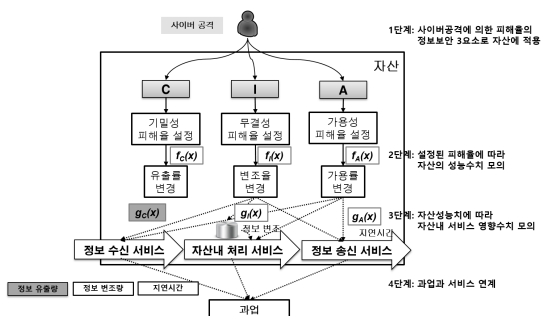 사이버 공격
1단계: 사이버공격에 의한 피해율의
정보보안 3요소로 자산에 적용
자산
C
I
A
기밀성
피해율 설정
무결성
피해율 설정
가용성
피해율 설정
fC(x)
fI(x)
fA(x)
2단계: 설정된 피해율에 따라
자산의 성능수치 모의
유출률
변경
변조율
변경
가용률
변경
gC(x)
gI(x)
gA(x)
정보 변조
지연시간
3단계: 자산성능치에 따라
자산내 서비스 영향수치 모의
정보 수신 서비스
자산내 처리 서비스
정보 송신 서비스
4단계: 과업과 서비스 연계
정보 유출량
정보 변조량
지연시간
과업